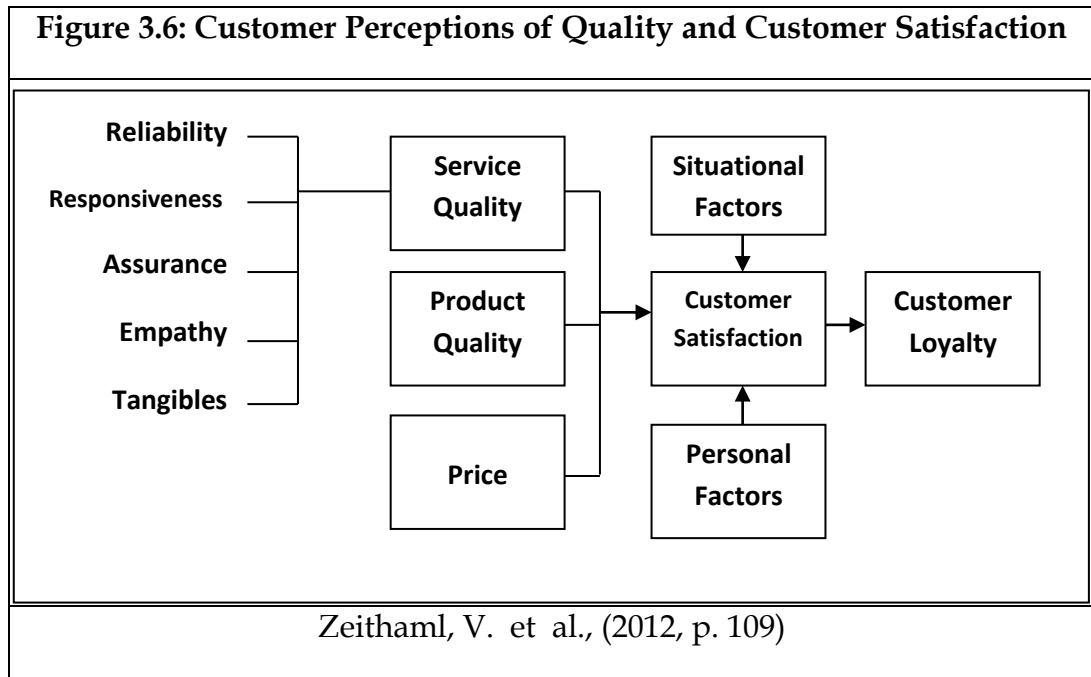 Figure 3.6: Customer Perceptions of Quality and Customer Satisfaction
Reliability
Responsiveness
Assurance
Empathy
Tangibles
Service
Quality
Product
Quality
Price
Situational
Factors
Customer
Satisfaction
Personal
Factors
Customer
Loyalty
Zeithaml, V. et al., (2012, p. 109)